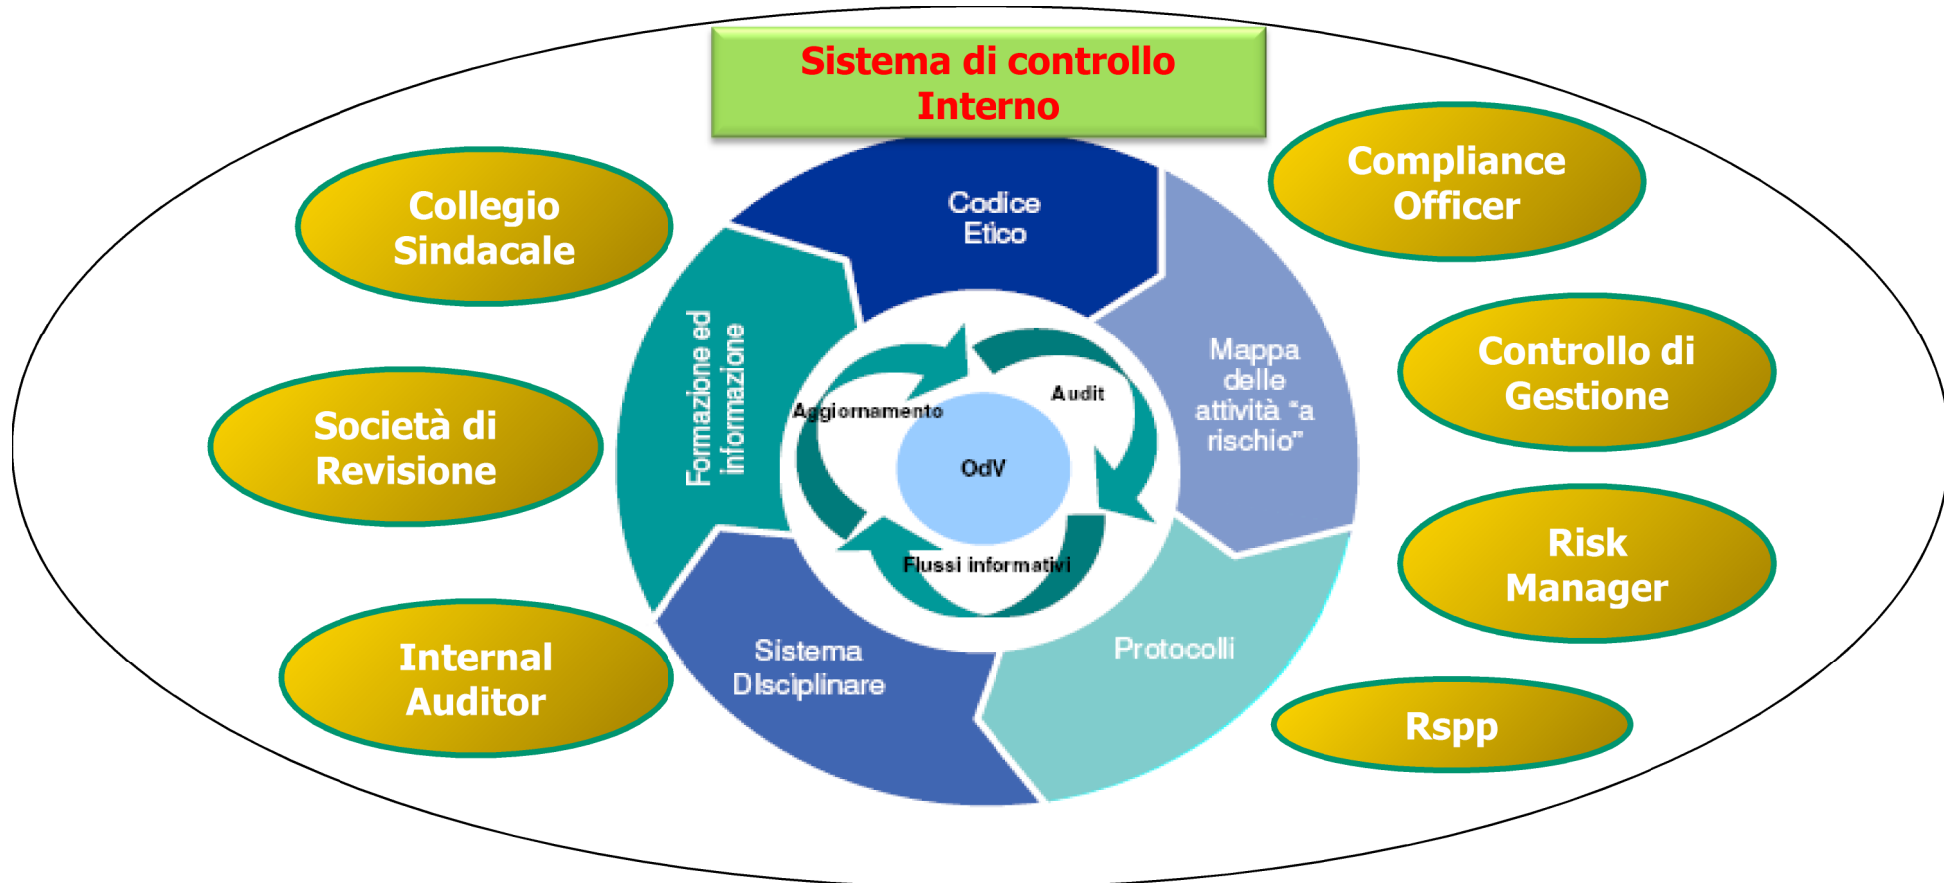 Sistema di controllo
Interno
Collegio
Sindacale
Società di
Revisione
Internal
Auditor
Codice
Etico
Mappa
delle
attività “a
rischio”
Protocolli
Sistema
DIsciplinare
Formazione ed
informazione
Aggiornamento
Audit
OdV
Flussi informativi
Compliance
Officer
Controllo di
Gestione
Risk
Manager
Rspp